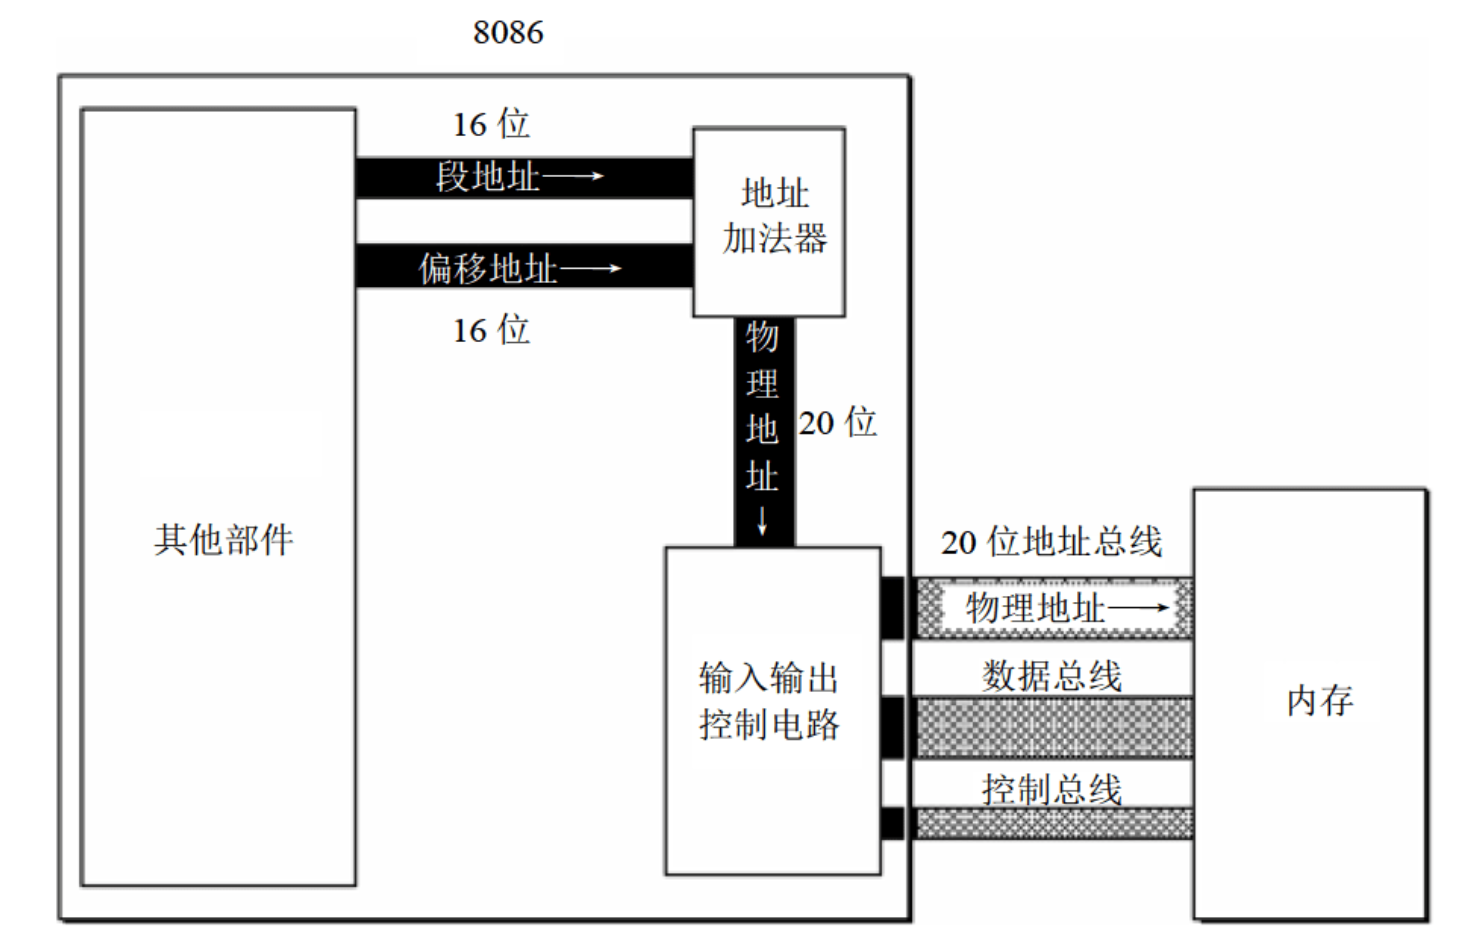 8086
16 位
段地址
偏移地址
16 位
地址
加法器
物理地址
20 位
其他部件
输入输出
控制电路
20 位地址总线
物理地址
数据总线
控制总线
内存